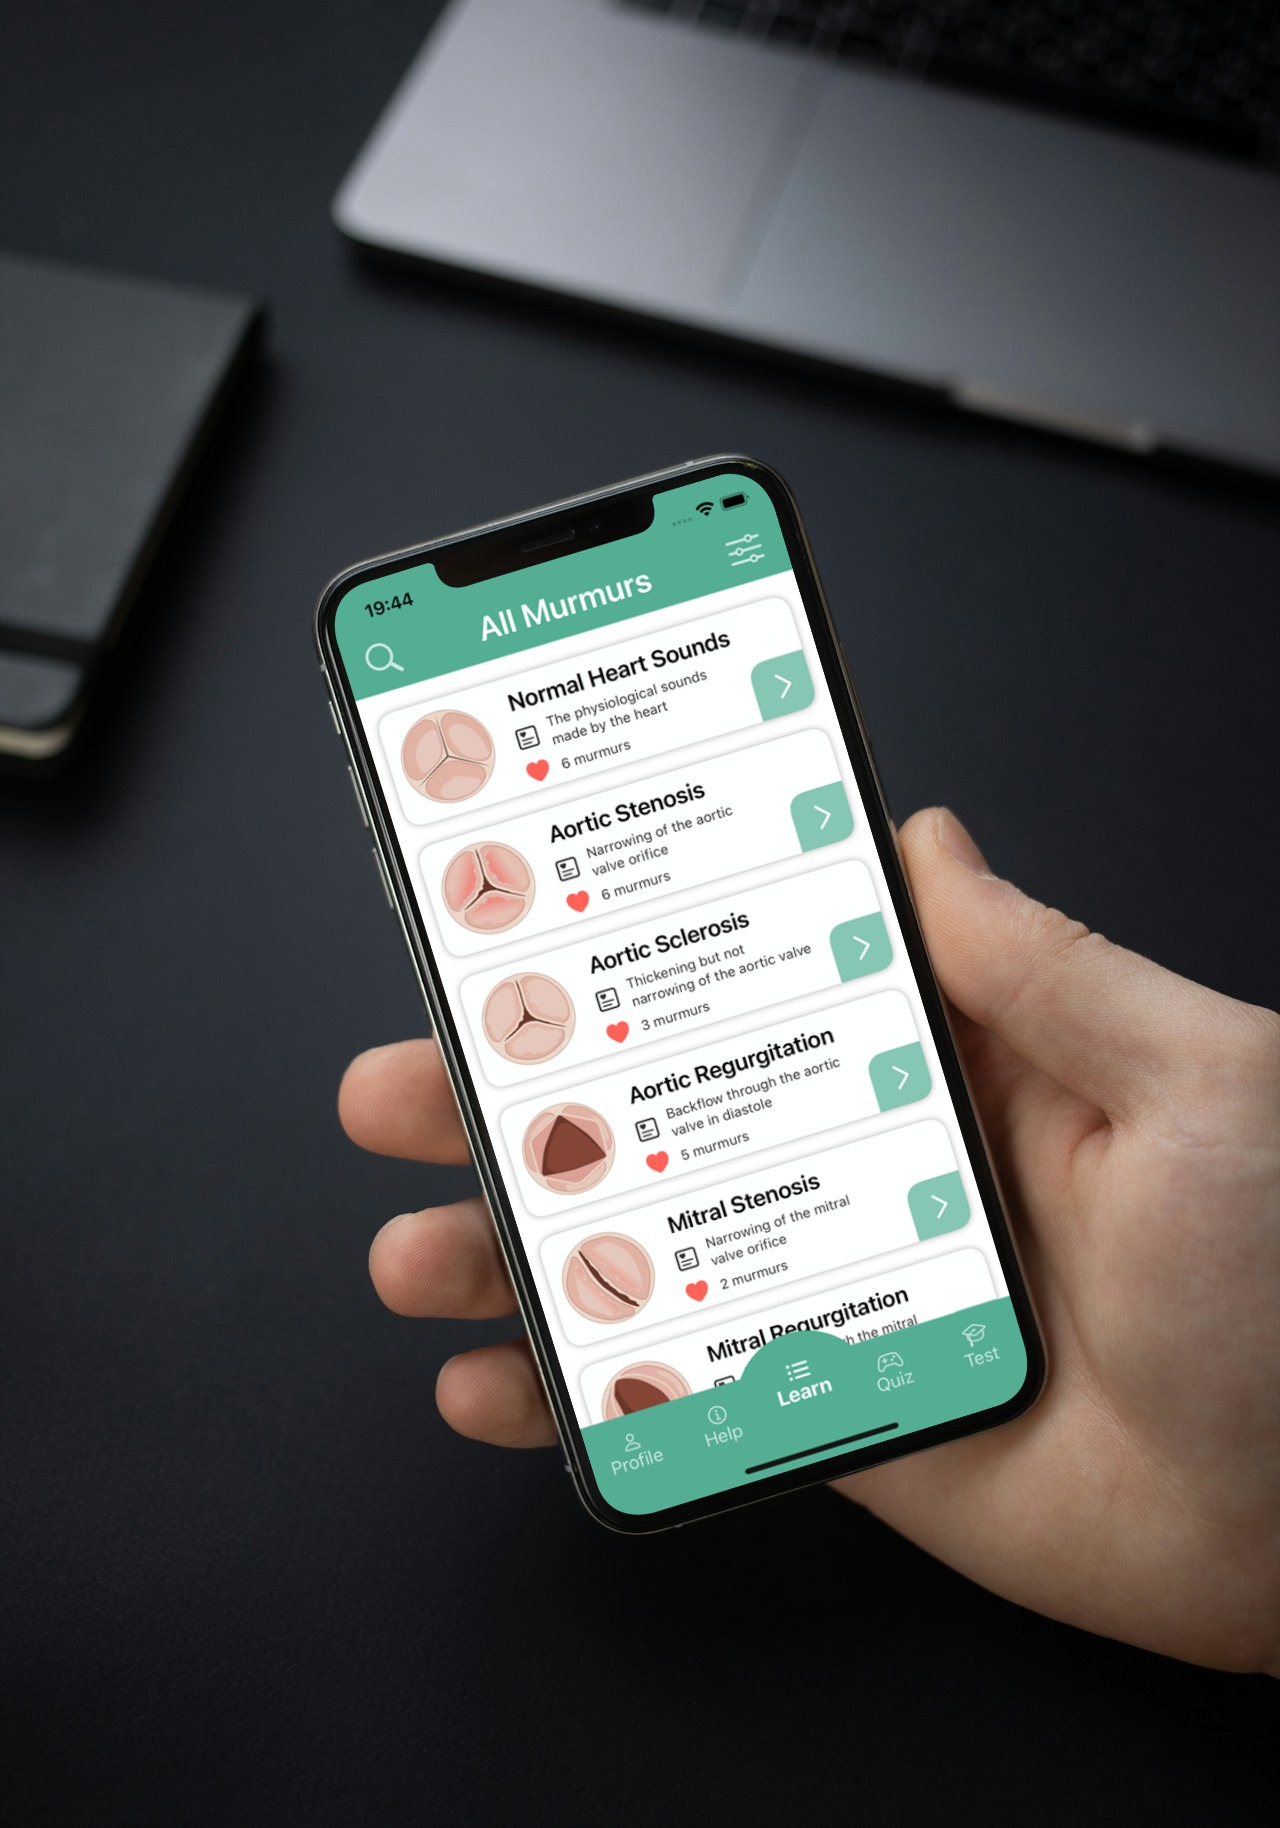 19:44
All Murmurs
Normal Heart Sounds
The physiological sounds
made by the heart
6 murmurs
Aortic Stenosis
Narrowing of the aortic
valve orifice
6 murmurs
Aortic Sclerosis
Thickening but not
narrowing of the aortic valve
3 murmurs
Aortic Regurgitation
Backflow through the aortic
valve in diastole
5 murmurs
Mitral Stenosis
Narrowing of the mitral
valve orifice
2 murmurs
Mitral Regurgitation
the mitral
Profile
Help
Learn
Quiz
Test